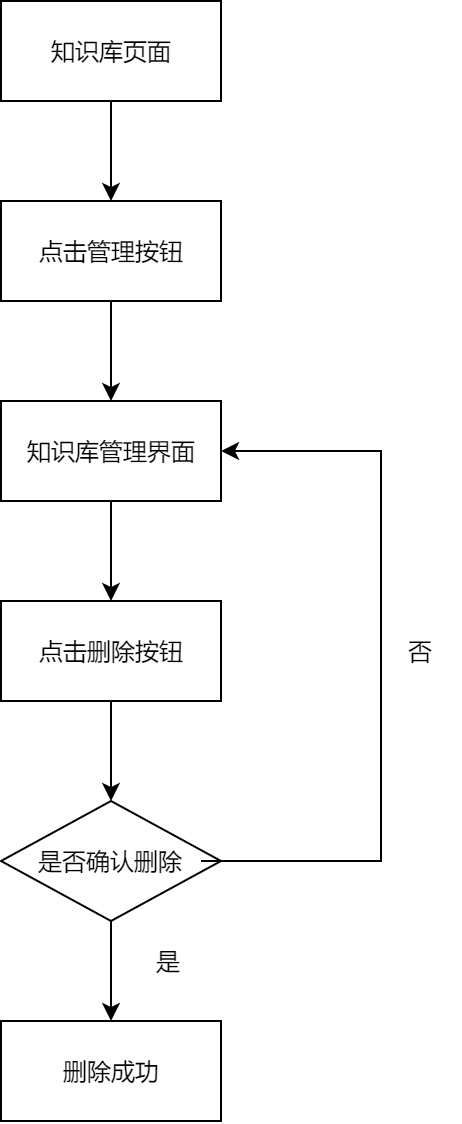 知识库页面
点击管理按钮
知识库管理界面
点击删除按钮
否
是否确认删除
是
删除成功